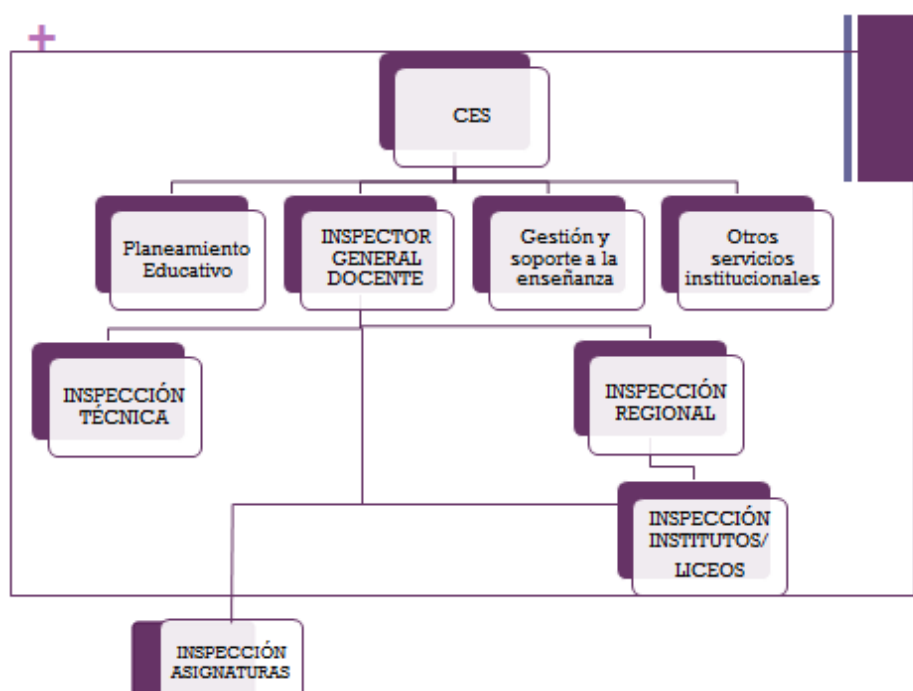 CES
Planeamiento
Educativo
INSPECTOR
GENERAL
DOCENTE
Gestión y
soporte a la
enseñanza
Otros
servicios
institucionales
INSPECCIÓN
TÉCNICA
INSPECCIÓN
REGIONAL
INSPECCIÓN
INSTITUTOS/
LICEOS
INSPECCIÓN
ASIGNATURAS